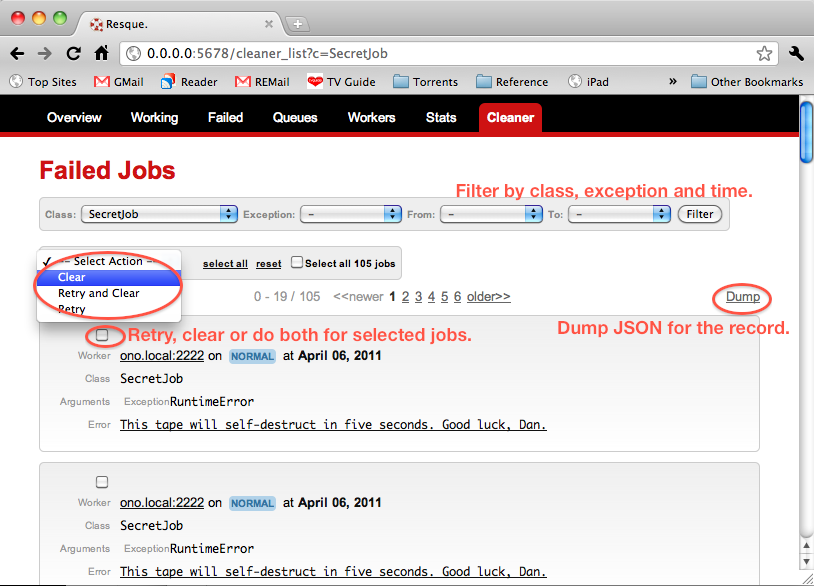 Resque.
0.0.0.0:5678/cleaner_list?c=SecretJob
Top Sites GMail Reader REMail TV Guide Torrents Reference iPad » Other Bookmarks
Overview Working Failed Queues Workers Stats Cleaner
Failed Jobs
Filter by class, exception and time.
Class: SecretJob Exception: - From: - To: - Filter
✓ -- Select Action -- select all reset Select all 105 jobs
Clear
Retry and Clear
Retry
0 - 19 / 105 <<newer 1 2 3 4 5 6 older>> Dump
Retry, clear or do both for selected jobs.
Dump JSON for the record.
Worker ono.local:2222 on NORMAL at April 06, 2011
Class SecretJob
Arguments Exception RuntimeError
Error This tape will self-destruct in five seconds. Good luck, Dan.
Worker ono.local:2222 on NORMAL at April 06, 2011
Class SecretJob
Arguments Exception RuntimeError
Error This tape will self-destruct in five seconds. Good luck, Dan.